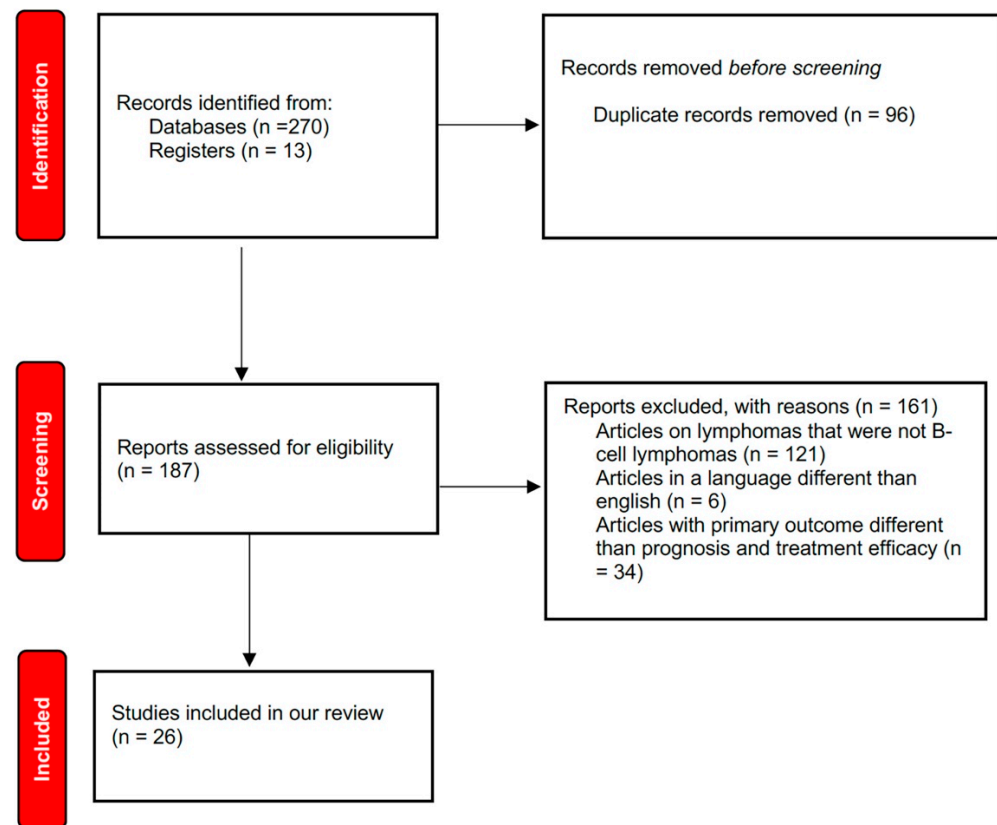 Identification
Records identified from:
Databases (n =270)
Registers (n = 13)
Records removed before screening
Duplicate records removed (n = 96)
Screening
Reports assessed for eligibility
(n = 187)
Reports excluded, with reasons (n = 161)
Articles on lymphomas that were not B-
cell lymphomas (n = 121)
Articles in a language different than
english (n = 6)
Articles with primary outcome different
than prognosis and treatment efficacy (n
= 34)
Included
Studies included in our review
(n = 26)